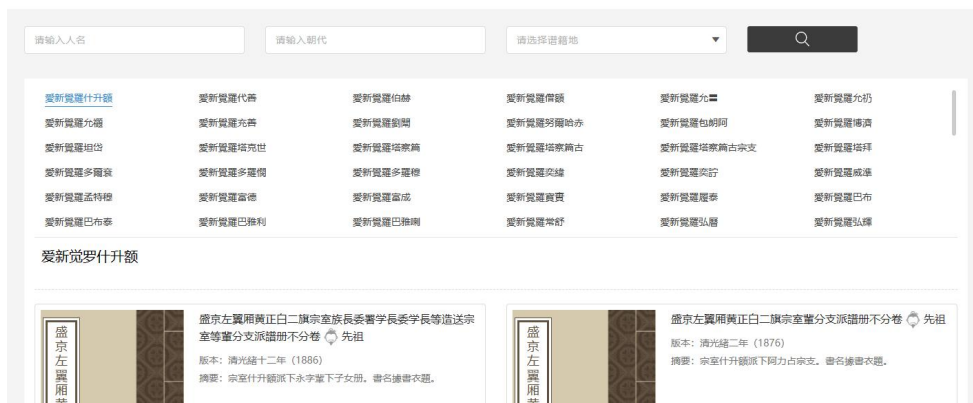 请输入人名 请输入朝代 请选择谱籍地
愛新覺羅什升額 愛新覺羅代善 愛新覺羅伯赫 愛新覺羅僧額 愛新覺羅允〓 愛新覺羅允礽
愛新覺羅允禵 愛新覺羅充善 愛新覺羅劉闡 愛新覺羅努爾哈赤 愛新覺羅包朗阿 愛新覺羅博濟
愛新覺羅坦岱 愛新覺羅塔克世 愛新覺羅塔察篇 愛新覺羅塔察篇古 愛新覺羅塔察篇古宗支 愛新覺羅塔拜
愛新覺羅多爾袞 愛新覺羅多羅僩 愛新覺羅多羅穆 愛新覺羅奕緯 愛新覺羅奕詝 愛新覺羅威準
愛新覺羅孟特穆 愛新覺羅富德 愛新覺羅富成 愛新覺羅寶實 愛新覺羅履泰 愛新覺羅巴布
愛新覺羅巴布泰 愛新覺羅巴雅利 愛新覺羅巴雅喇 愛新覺羅常舒 愛新覺羅弘曆 愛新覺羅弘暉
爱新觉罗什升额
盛京左翼厢黄正白二旗宗室族長委署学長委学長等造送宗
室等輩分支派譜册不分卷 先祖
版本：清光緒十二年（1886）
摘要：宗室什升額派下永字輩下子女册。書名據書衣題。
盛京左翼厢黄
盛京左翼厢黄正白二旗宗室輩分支派譜册不分卷 先祖
版本：清光緒二年（1876）
摘要：宗室什升額派下阿力占宗支。書名據書衣題。
盛京左翼厢黄